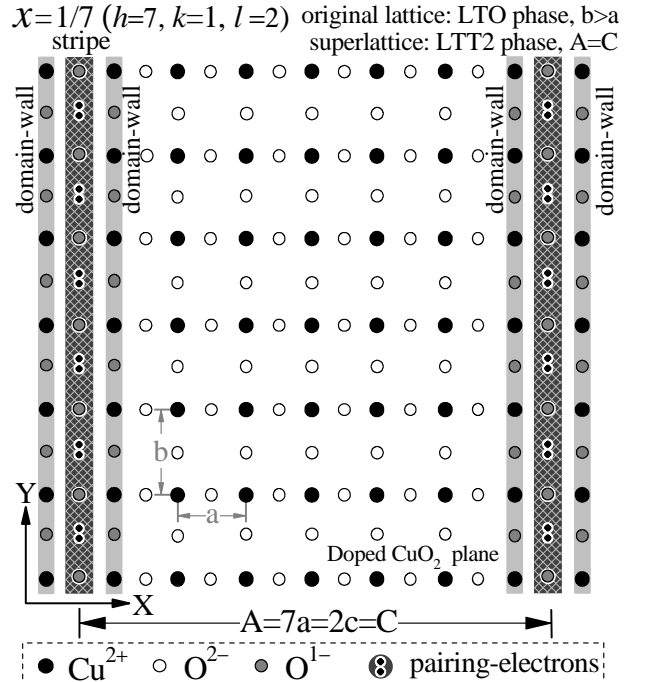 x=1/7 (h=7, k=1, l=2) original lattice: LTO phase, b>a
stripe superlattice: LTT2 phase, A=C
domain-wall
domain-wall
domain-wall
domain-wall
b
a
Y
Doped CuO₂ plane
X
A=7a=2c=C
Cu²⁺ O²⁻ O¹⁻ pairing-electrons